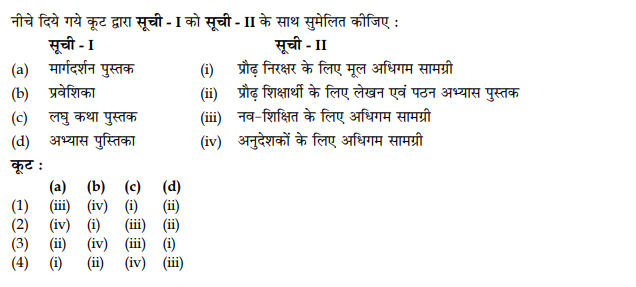 नीचे दिये गये कूट द्वारा सूची - I को सूची - II के साथ सुमेलित कीजिए :
सूची - I सूची - II
(a) मार्गदर्शन पुस्तक (i) प्रौढ़ निरक्षर के लिए मूल अधिगम सामग्री
(b) प्रवेशिका (ii) प्रौढ़ शिक्षार्थी के लिए लेखन एवं पठन अभ्यास पुस्तक
(c) लघु कथा पुस्तक (iii) नव-शिक्षित के लिए अधिगम सामग्री
(d) अभ्यास पुस्तिका (iv) अनुदेशकों के लिए अधिगम सामग्री
कूट :
(a) (b) (c) (d)
(1) (iii) (iv) (i) (ii)
(2) (iv) (i) (iii) (ii)
(3) (ii) (iv) (iii) (i)
(4) (i) (ii) (iv) (iii)